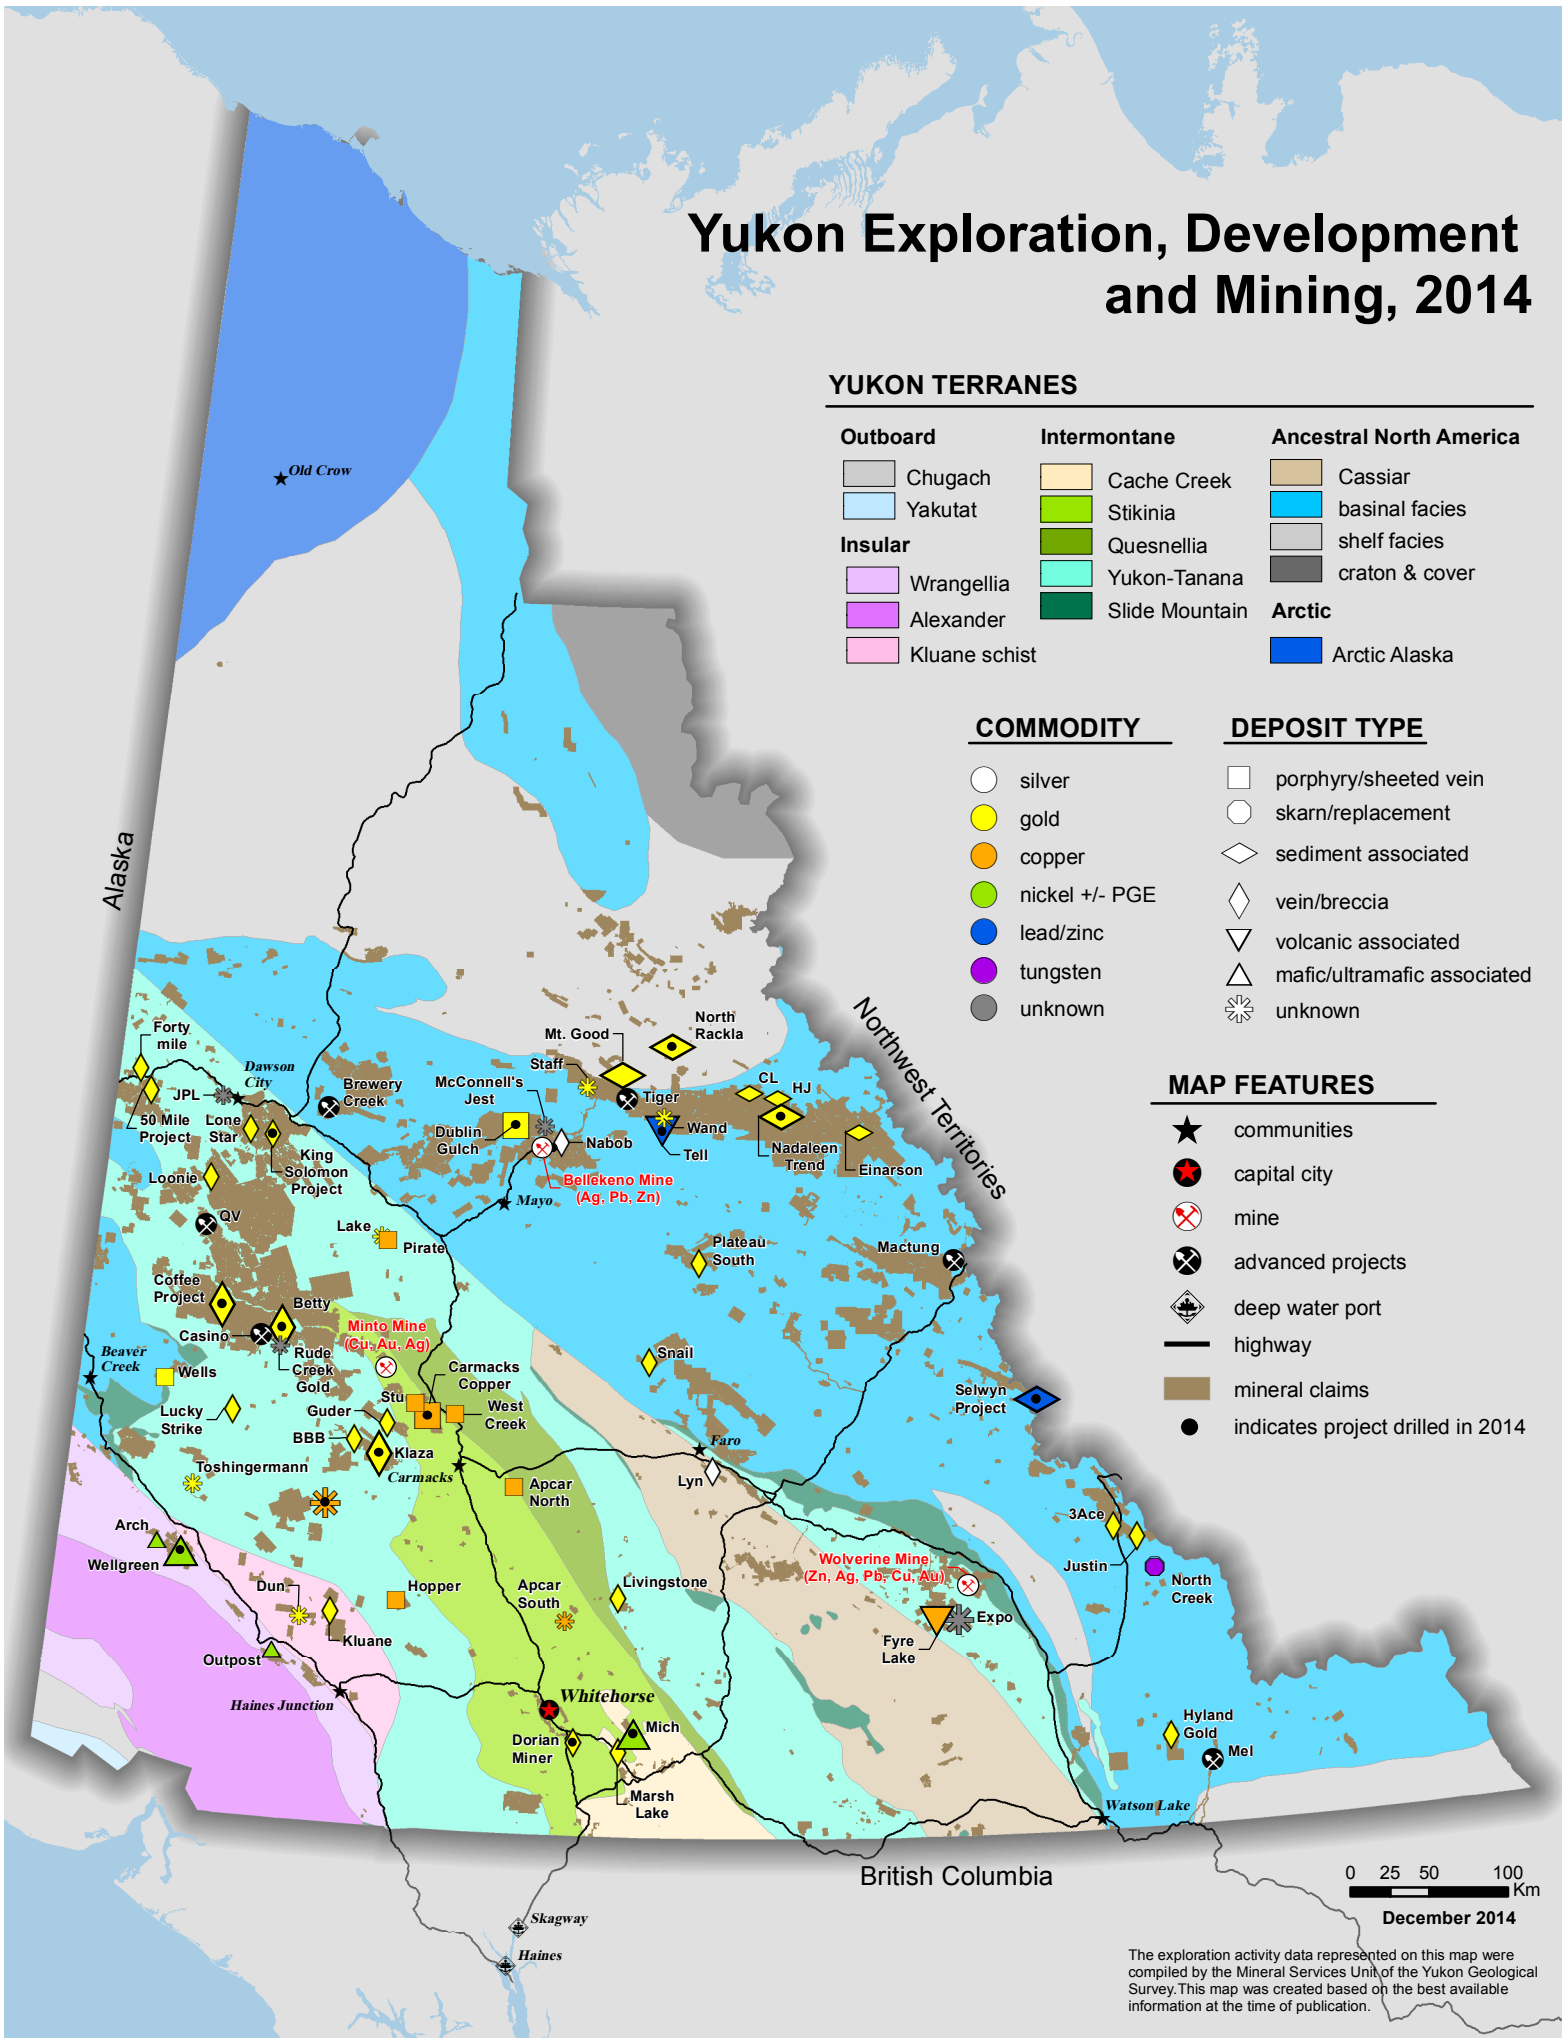 Yukon Exploration, Development
and Mining, 2014
YUKON TERRANES
Outboard
Chugach
Yakutat
Insular
Wrangellia
Alexander
Kluane schist
Intermontane
Cache Creek
Stikinia
Quesnellia
Yukon-Tanana
Slide Mountain
Ancestral North America
Cassiar
basinal facies
shelf facies
craton & cover
Arctic
Arctic Alaska
COMMODITY
silver
gold
copper
nickel +/- PGE
lead/zinc
tungsten
unknown
DEPOSIT TYPE
porphyry/sheeted vein
skarn/replacement
sediment associated
vein/breccia
volcanic associated
mafic/ultramafic associated
unknown
MAP FEATURES
communities
capital city
mine
advanced projects
deep water port
highway
mineral claims
indicates project drilled in 2014
Old Crow
Alaska
Northwest Territories
British Columbia
Forty
mile
JPL
Dawson
City
50 Mile
Project
Lone
Star
King
Solomon
Project
Loonie
QV
Brewery
Creek
McConnell's
Jest
Staff
Mt. Good
North
Rackla
Tiger
CL
HJ
Dublin
Gulch
Nabob
Wand
Tell
Nadaleen
Trend
Einarson
Bellekeno Mine
(Ag, Pb, Zn)
Mayo
Lake
Pirate
Plateau
South
Mactung
Coffee
Project
Betty
Casino
Rude
Creek
Gold
Minto Mine
(Cu, Au, Ag)
Beaver
Creek
Wells
Lucky
Strike
Carmacks
Copper
Stu
West
Creek
Guder
BBB
Klaza
Carmacks
Snail
Selwyn
Project
Faro
Lyn
Toshingermann
Apcar
North
Arch
Wellgreen
3Ace
Justin
North
Creek
Dun
Kluane
Hopper
Apcar
South
Livingstone
Wolverine Mine
(Zn, Ag, Pb, Cu, Au)
Expo
Fyre
Lake
Outpost
Haines Junction
Whitehorse
Dorian
Miner
Mich
Marsh
Lake
Hyland
Gold
Mel
Watson Lake
Skagway
Haines
0 25 50 100
Km
December 2014
The exploration activity data represented on this map were
compiled by the Mineral Services Unit of the Yukon Geological
Survey.This map was created based on the best available
information at the time of publication.